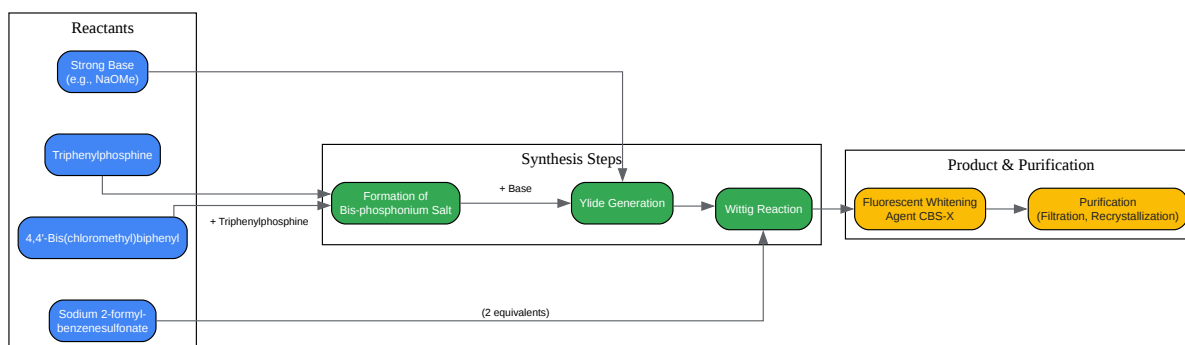 Reactants
Strong Base
(e.g., NaOMe)
Triphenylphosphine
4,4'-Bis(chloromethyl)biphenyl
Sodium 2-formyl-
benzenesulfonate
+ Triphenylphosphine
Synthesis Steps
Formation of
Bis-phosphonium Salt
+ Base
Ylide Generation
Wittig Reaction
(2 equivalents)
Product & Purification
Fluorescent Whitening
Agent CBS-X
Purification
(Filtration, Recrystallization)